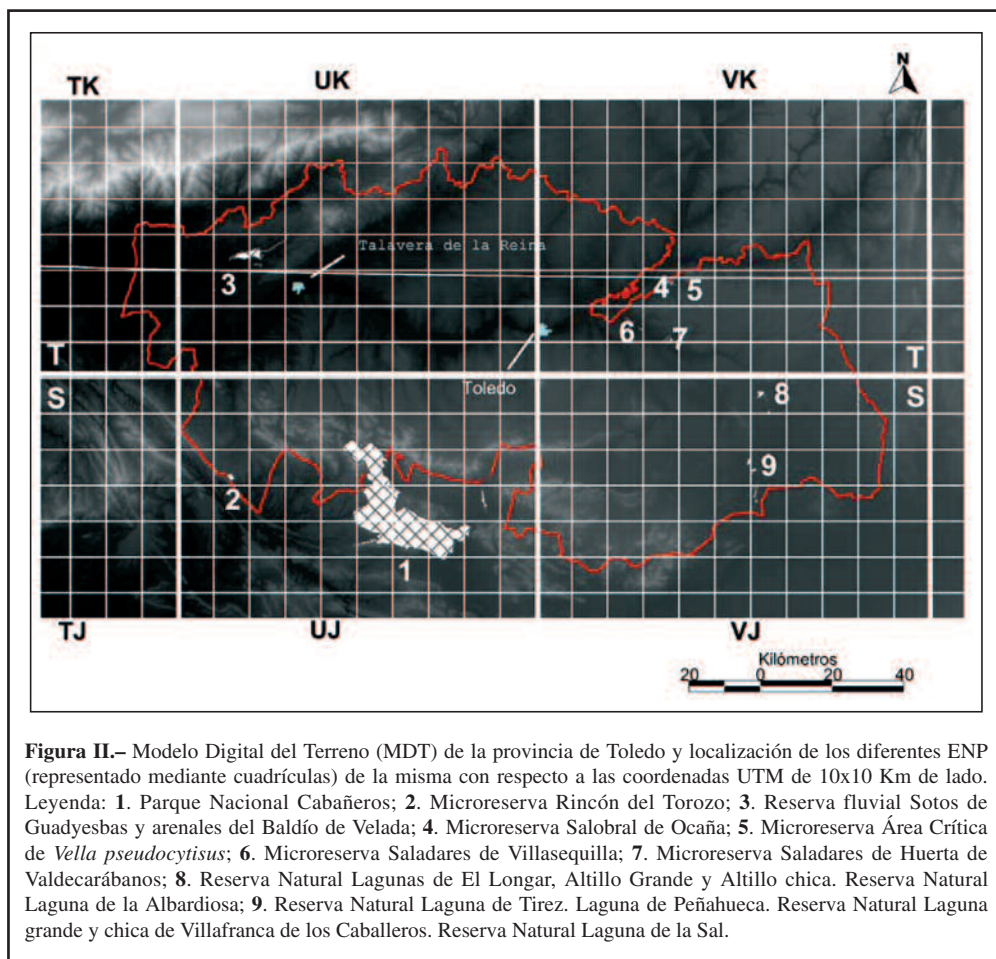 N
TK
UK
VK
Talavera de la Reina
3
4
5
6
7
T
T
Toledo
S
S
8
9
2
1
TJ
UJ
VJ
Kilómetros
20
0
20
40
Figura II.– Modelo Digital del Terreno (MDT) de la provincia de Toledo y localización de los diferentes ENP
(representado mediante cuadrículas) de la misma con respecto a las coordenadas UTM de 10x10 Km de lado.
Leyenda: 1. Parque Nacional Cabañeros; 2. Microreserva Rincón del Torozo; 3. Reserva fluvial Sotos de
Guadyesbas y arenales del Baldío de Velada; 4. Microreserva Salobral de Ocaña; 5. Microreserva Área Crítica
de Vella pseudocytisus; 6. Microreserva Saladares de Villasequilla; 7. Microreserva Saladares de Huerta de
Valdecarábanos; 8. Reserva Natural Lagunas de El Longar, Altillo Grande y Altillo chica. Reserva Natural
Laguna de la Albardiosa; 9. Reserva Natural Laguna de Tirez. Laguna de Peñahueca. Reserva Natural Laguna
grande y chica de Villafranca de los Caballeros. Reserva Natural Laguna de la Sal.